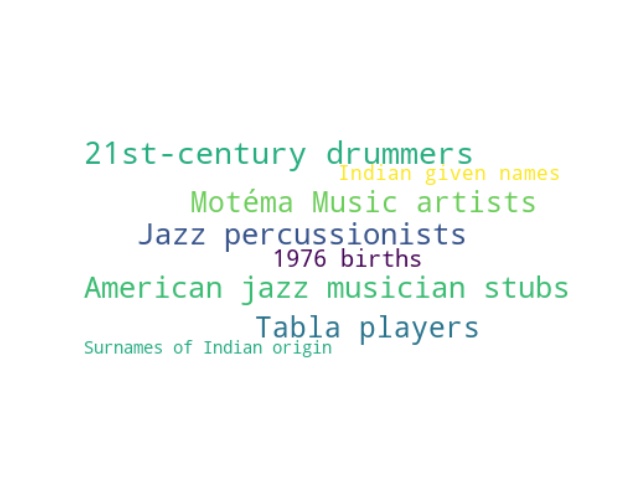 21st-century drummers
Indian given names
Motéma Music artists
Jazz percussionists
1976 births
American jazz musician stubs
Tabla players
Surnames of Indian origin